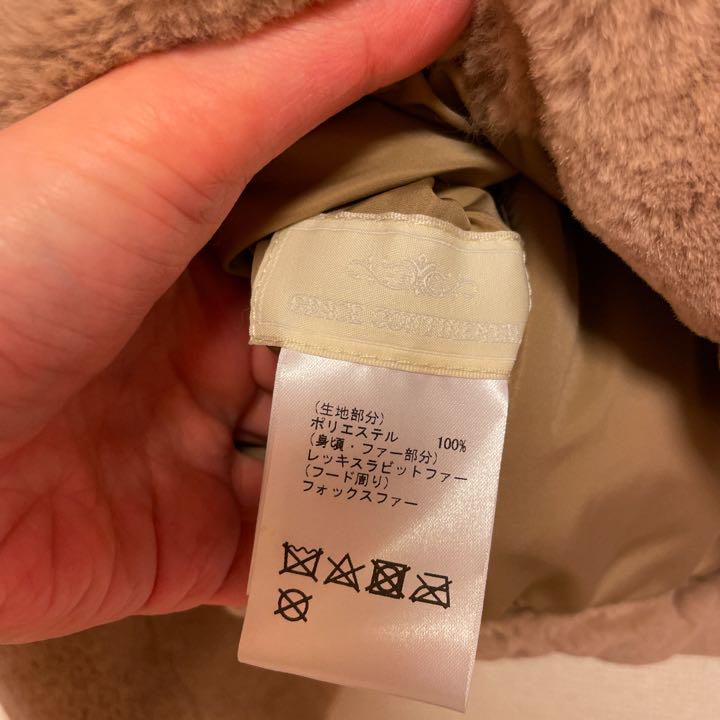 GRACE CONTINENTAL
(生地部分)
ポリエステル 100%
(身頃・ファー部分)
レッキスラビットファー
(フード周り)
フォックスファー